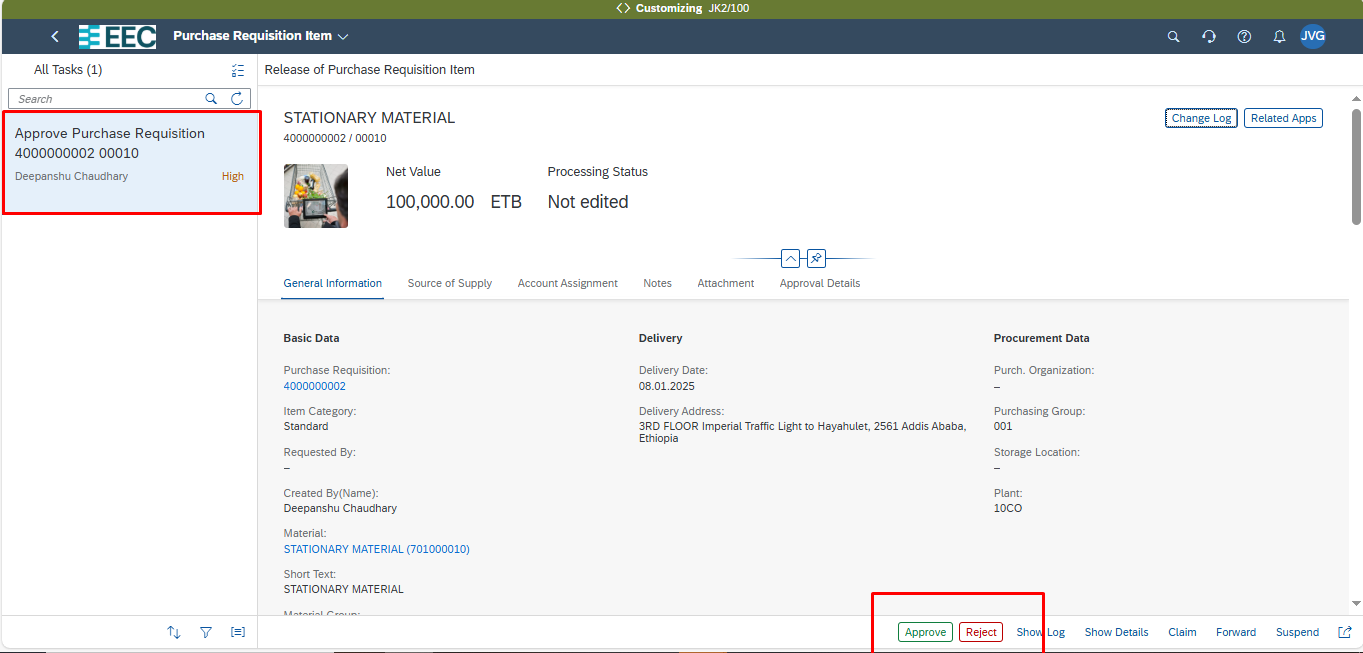 Customizing JK2/100
EEC Purchase Requisition Item JVG
All Tasks (1)
Search
Approve Purchase Requisition
4000000002 00010
Deepanshu Chaudhary High
Release of Purchase Requisition Item
STATIONARY MATERIAL
4000000002 / 00010
Change Log Related Apps
Net Value Processing Status
100,000.00 ETB Not edited
General Information Source of Supply Account Assignment Notes Attachment Approval Details
Basic Data
Purchase Requisition:
4000000002
Item Category:
Standard
Requested By:
–
Created By(Name):
Deepanshu Chaudhary
Material:
STATIONARY MATERIAL (701000010)
Short Text:
STATIONARY MATERIAL
Material Group:
Delivery
Delivery Date:
08.01.2025
Delivery Address:
3RD FLOOR Imperial Traffic Light to Hayahulet, 2561 Addis Ababa,
Ethiopia
Procurement Data
Purch. Organization:
–
Purchasing Group:
001
Storage Location:
–
Plant:
10CO
Approve Reject Show Log Show Details Claim Forward Suspend